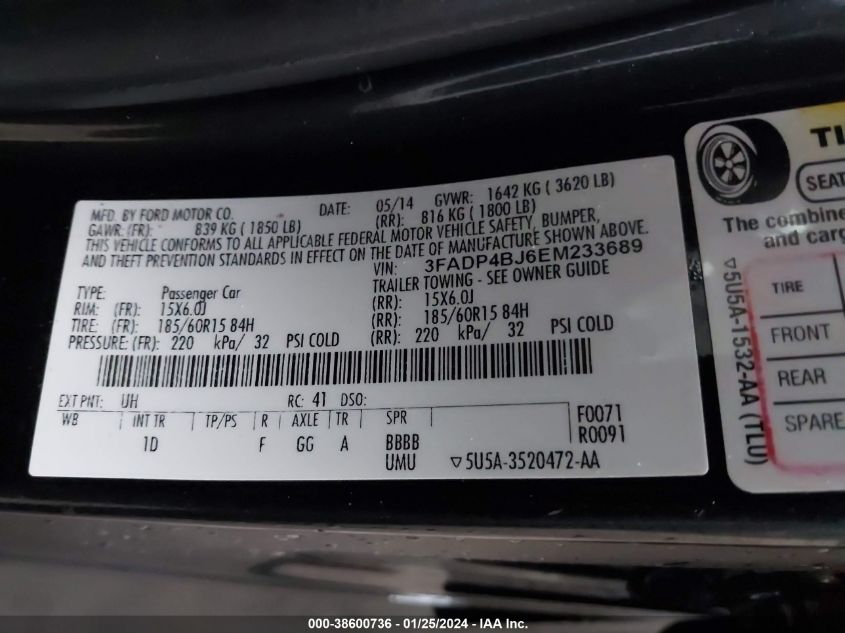 MFD. BY FORD MOTOR CO. DATE: 05/14 GVWR: 1642 KG ( 3620 LB)
GAWR: (FR): 839 KG ( 1850 LB) (RR): 816 KG ( 1800 LB)
THIS VEHICLE CONFORMS TO ALL APPLICABLE FEDERAL MOTOR VEHICLE SAFETY, BUMPER,
AND THEFT PREVENTION STANDARDS IN EFFECT ON THE DATE OF MANUFACTURE SHOWN ABOVE.
VIN: 3FADP4BJ6EM233689
TYPE: Passenger Car TRAILER TOWING - SEE OWNER GUIDE
RIM: (FR): 15X6.0J (RR): 15X6.0J
TIRE: (FR): 185/60R15 84H (RR): 185/60R15 84H
PRESSURE: (FR): 220 kPa/ 32 PSI COLD (RR): 220 kPa/ 32 PSI COLD
EXT PNT: UH RC: 41 DSO:
WB INT TR TP/PS R AXLE TR SPR F0071
1D F GG A BBBB R0091
UMU ▽5U5A-3520472-AA
TI
SEAT
The combine
and carg
TIRE
FRONT
REAR
SPARE
▽5U5A-1532-AA (TLU)
000-38600736 - 01/25/2024 - IAA Inc.